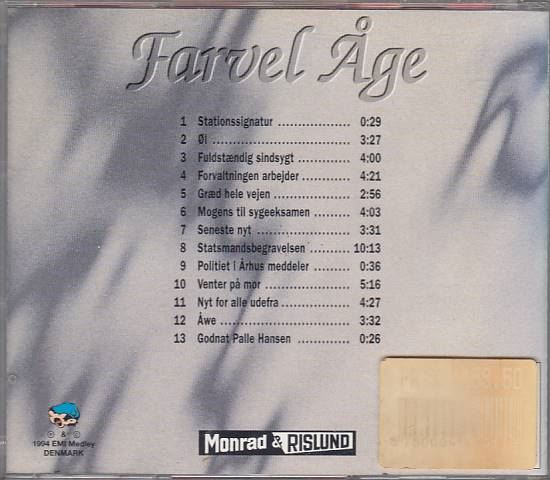 Farvel Åge
1 Stationssignatur .................. 0:29
2 Øl .................................. 3:27
3 Fuldstændig sindsygt .............. 4:00
4 Forvaltningen arbejder ............ 4:21
5 Græd hele vejen .................... 2:56
6 Mogens til sygeeksamen ......... 4:03
7 Seneste nyt ....................... 3:31
8 Statsmandsbegravelsen .......... 10:13
9 Politiet i Århus meddeler ......... 0:36
10 Venter på mor ...................... 5:16
11 Nyt for alle udefra ................. 4:27
12 Åwe ................................ 3:32
13 Godnat Palle Hansen ............. 0:26
℗ & ©
1994 EMI Medley
DENMARK
Monrad & RISLUND